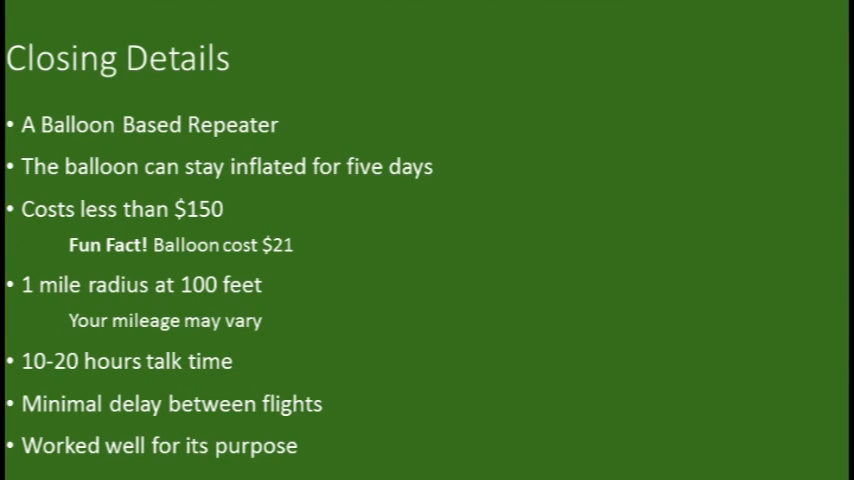 Closing Details
• A Balloon Based Repeater
• The balloon can stay inflated for five days
• Costs less than $150
Fun Fact! Balloon cost $21
• 1 mile radius at 100 feet
Your mileage may vary
• 10-20 hours talk time
• Minimal delay between flights
• Worked well for its purpose